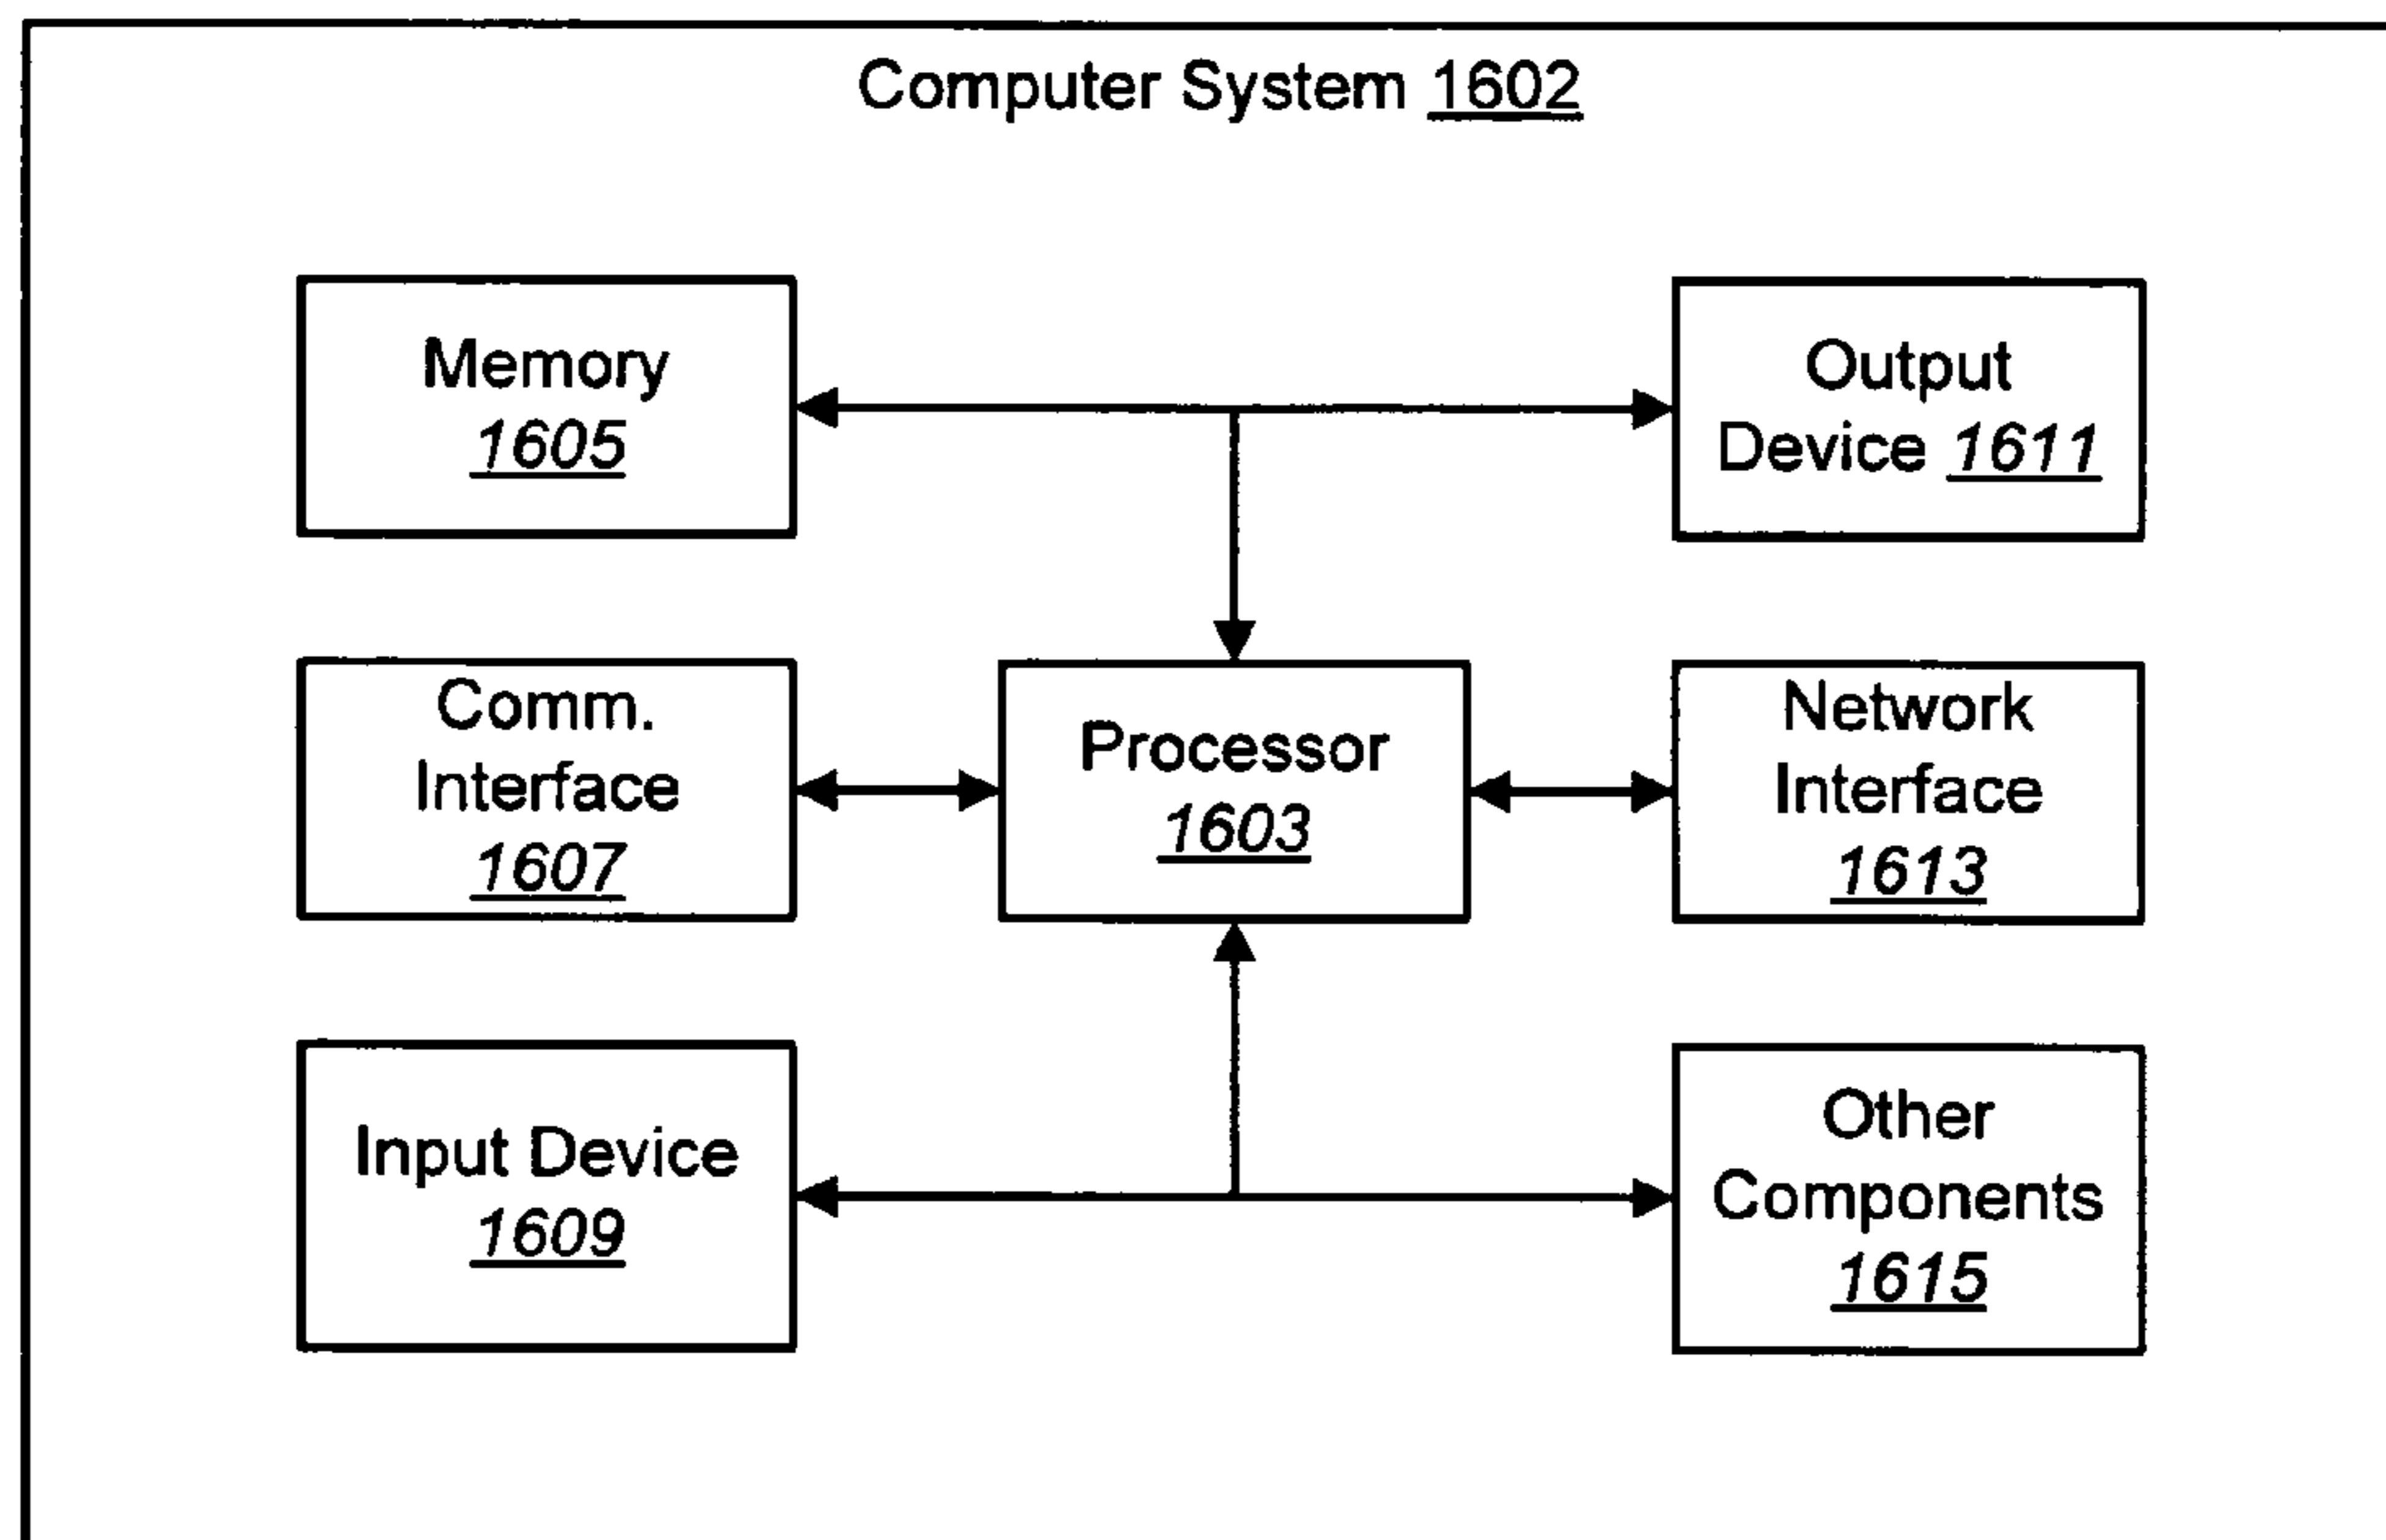 Computer System 1602
Memory
1605
Output
Device 1611
Comm.
Interface
1607
Processor
1603
Network
Interface
1613
Input Device
1609
Other
Components
1615